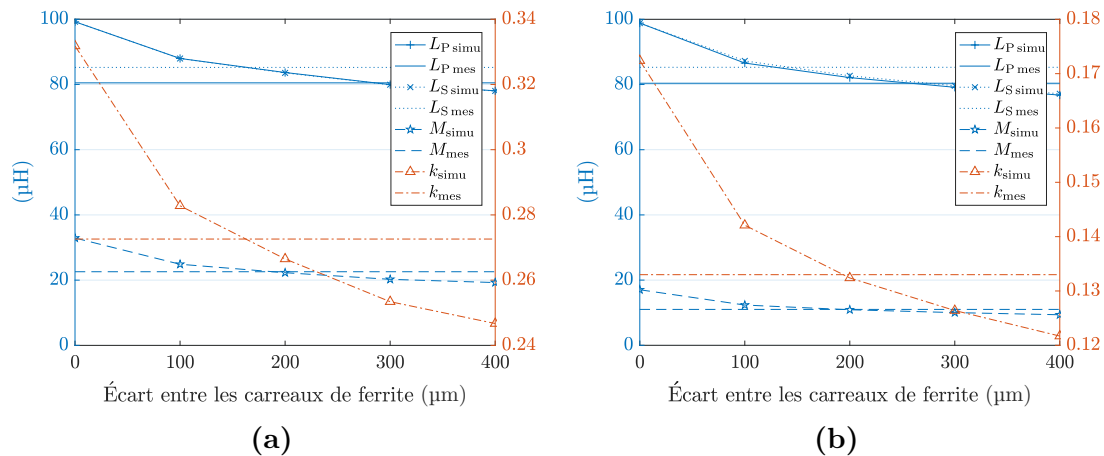 100
80
60
40
20
0
(µH)
0.34
0.32
0.3
0.28
0.26
0.24
L_P simu
L_P mes
L_S simu
L_S mes
M_simu
M_mes
k_simu
k_mes
0 100 200 300 400
Écart entre les carreaux de ferrite (µm)
(a)
100
80
60
40
20
0
(µH)
0.18
0.17
0.16
0.15
0.14
0.13
0.12
L_P simu
L_P mes
L_S simu
L_S mes
M_simu
M_mes
k_simu
k_mes
0 100 200 300 400
Écart entre les carreaux de ferrite (µm)
(b)